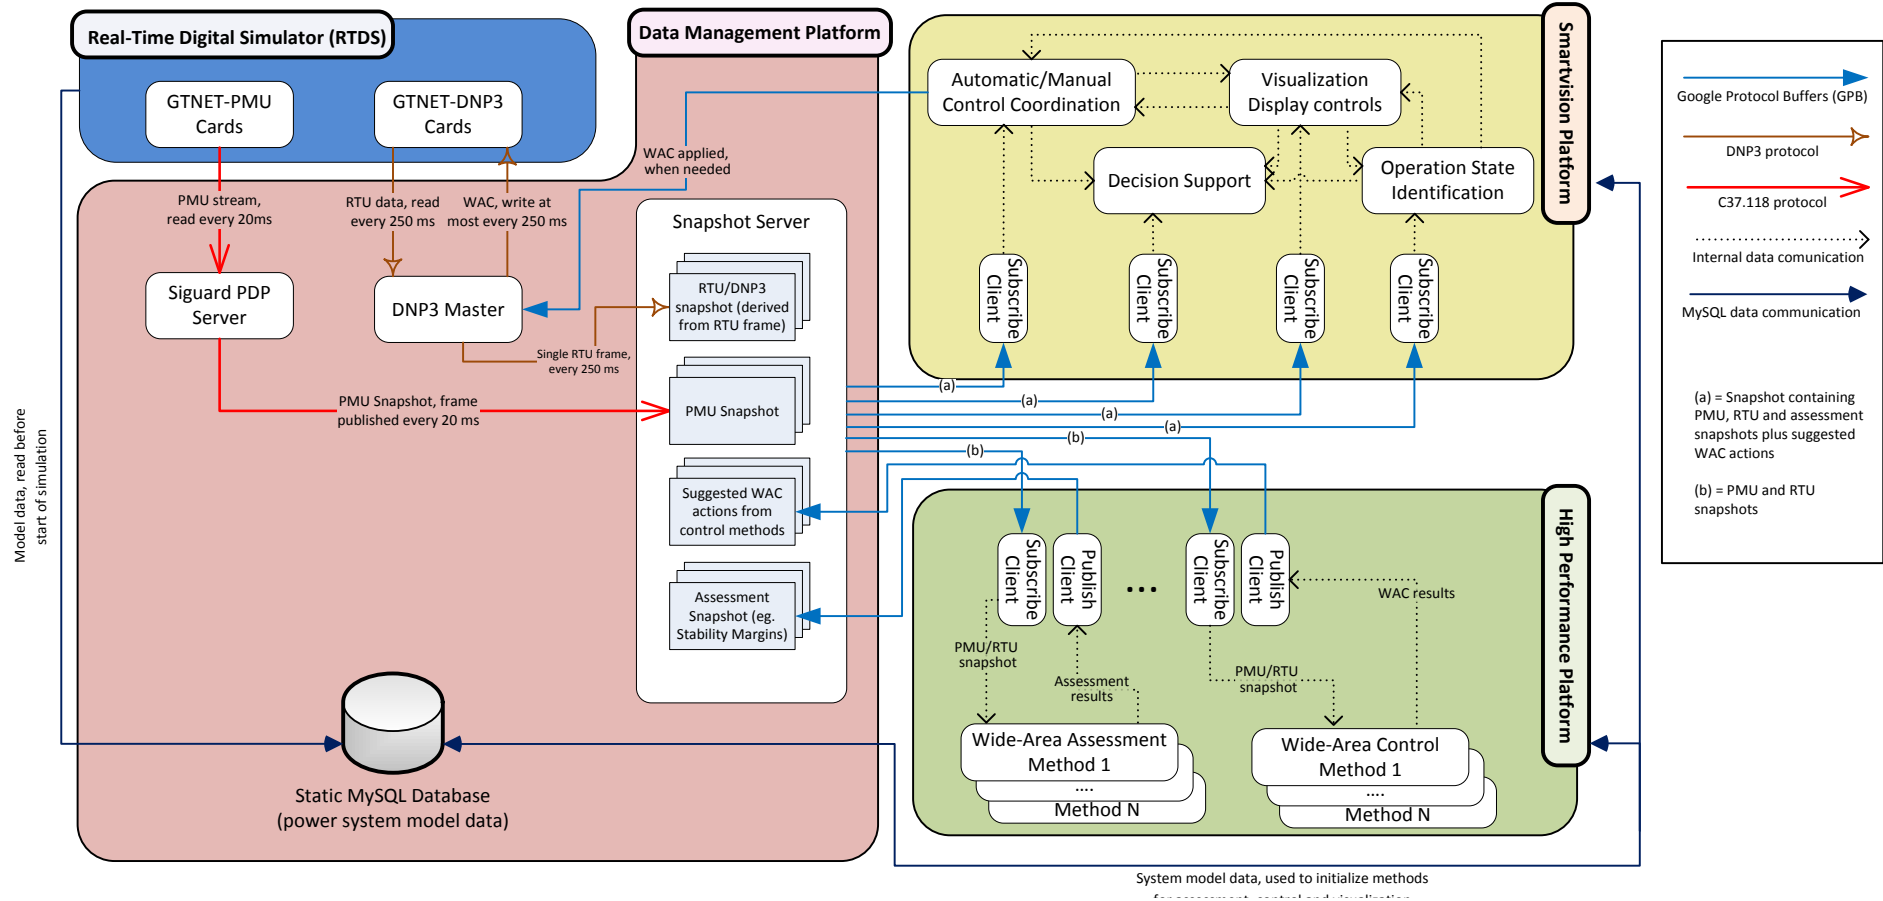 Real-Time Digital Simulator (RTDS)
GTNET-PMU
Cards
GTNET-DNP3
Cards
Data Management Platform
PMU stream,
read every 20ms
RTU data, read
every 250 ms
WAC, write at
most every 250 ms
WAC applied,
when needed
Siguard PDP
Server
DNP3 Master
Single RTU frame,
every 250 ms
PMU Snapshot, frame
published every 20 ms
Snapshot Server
RTU/DNP3
snapshot (derived
from RTU frame)
PMU Snapshot
Suggested WAC
actions from
control methods
Assessment
Snapshot (eg.
Stability Margins)
Model data, read before
start of simulation
Static MySQL Database
(power system model data)
Smartvision Platform
Automatic/Manual
Control Coordination
Visualization
Display controls
Decision Support
Operation State
Identification
Subscribe
Client
Subscribe
Client
Subscribe
Client
Subscribe
Client
(a)
(a)
(a)
(a)
(b)
(b)
High Performance Platform
Subscribe
Client
Publish
Client
...
Subscribe
Client
Publish
Client
WAC results
PMU/RTU
snapshot
Assessment
results
PMU/RTU
snapshot
Wide-Area Assessment
Method 1
....
Method N
Wide-Area Control
Method 1
....
Method N
System model data, used to initialize methods
for assessment, control and visualization
Google Protocol Buffers (GPB)
DNP3 protocol
C37.118 protocol
Internal data comunication
MySQL data communication
(a) = Snapshot containing
PMU, RTU and assessment
snapshots plus suggested
WAC actions
(b) = PMU and RTU
snapshots